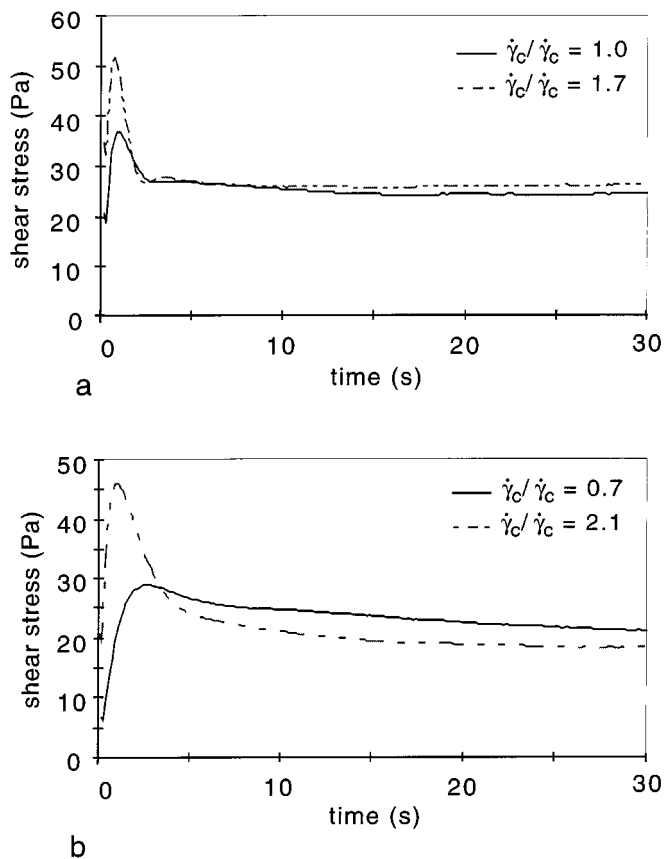 60
50
40
30
20
10
0
shear stress (Pa)
γ̇c/ γ̇c = 1.0
γ̇c/ γ̇c = 1.7
0 10 20 30
time (s)
a
50
40
30
20
10
0
shear stress (Pa)
γ̇c/ γ̇c = 0.7
γ̇c/ γ̇c = 2.1
0 10 20 30
time (s)
b